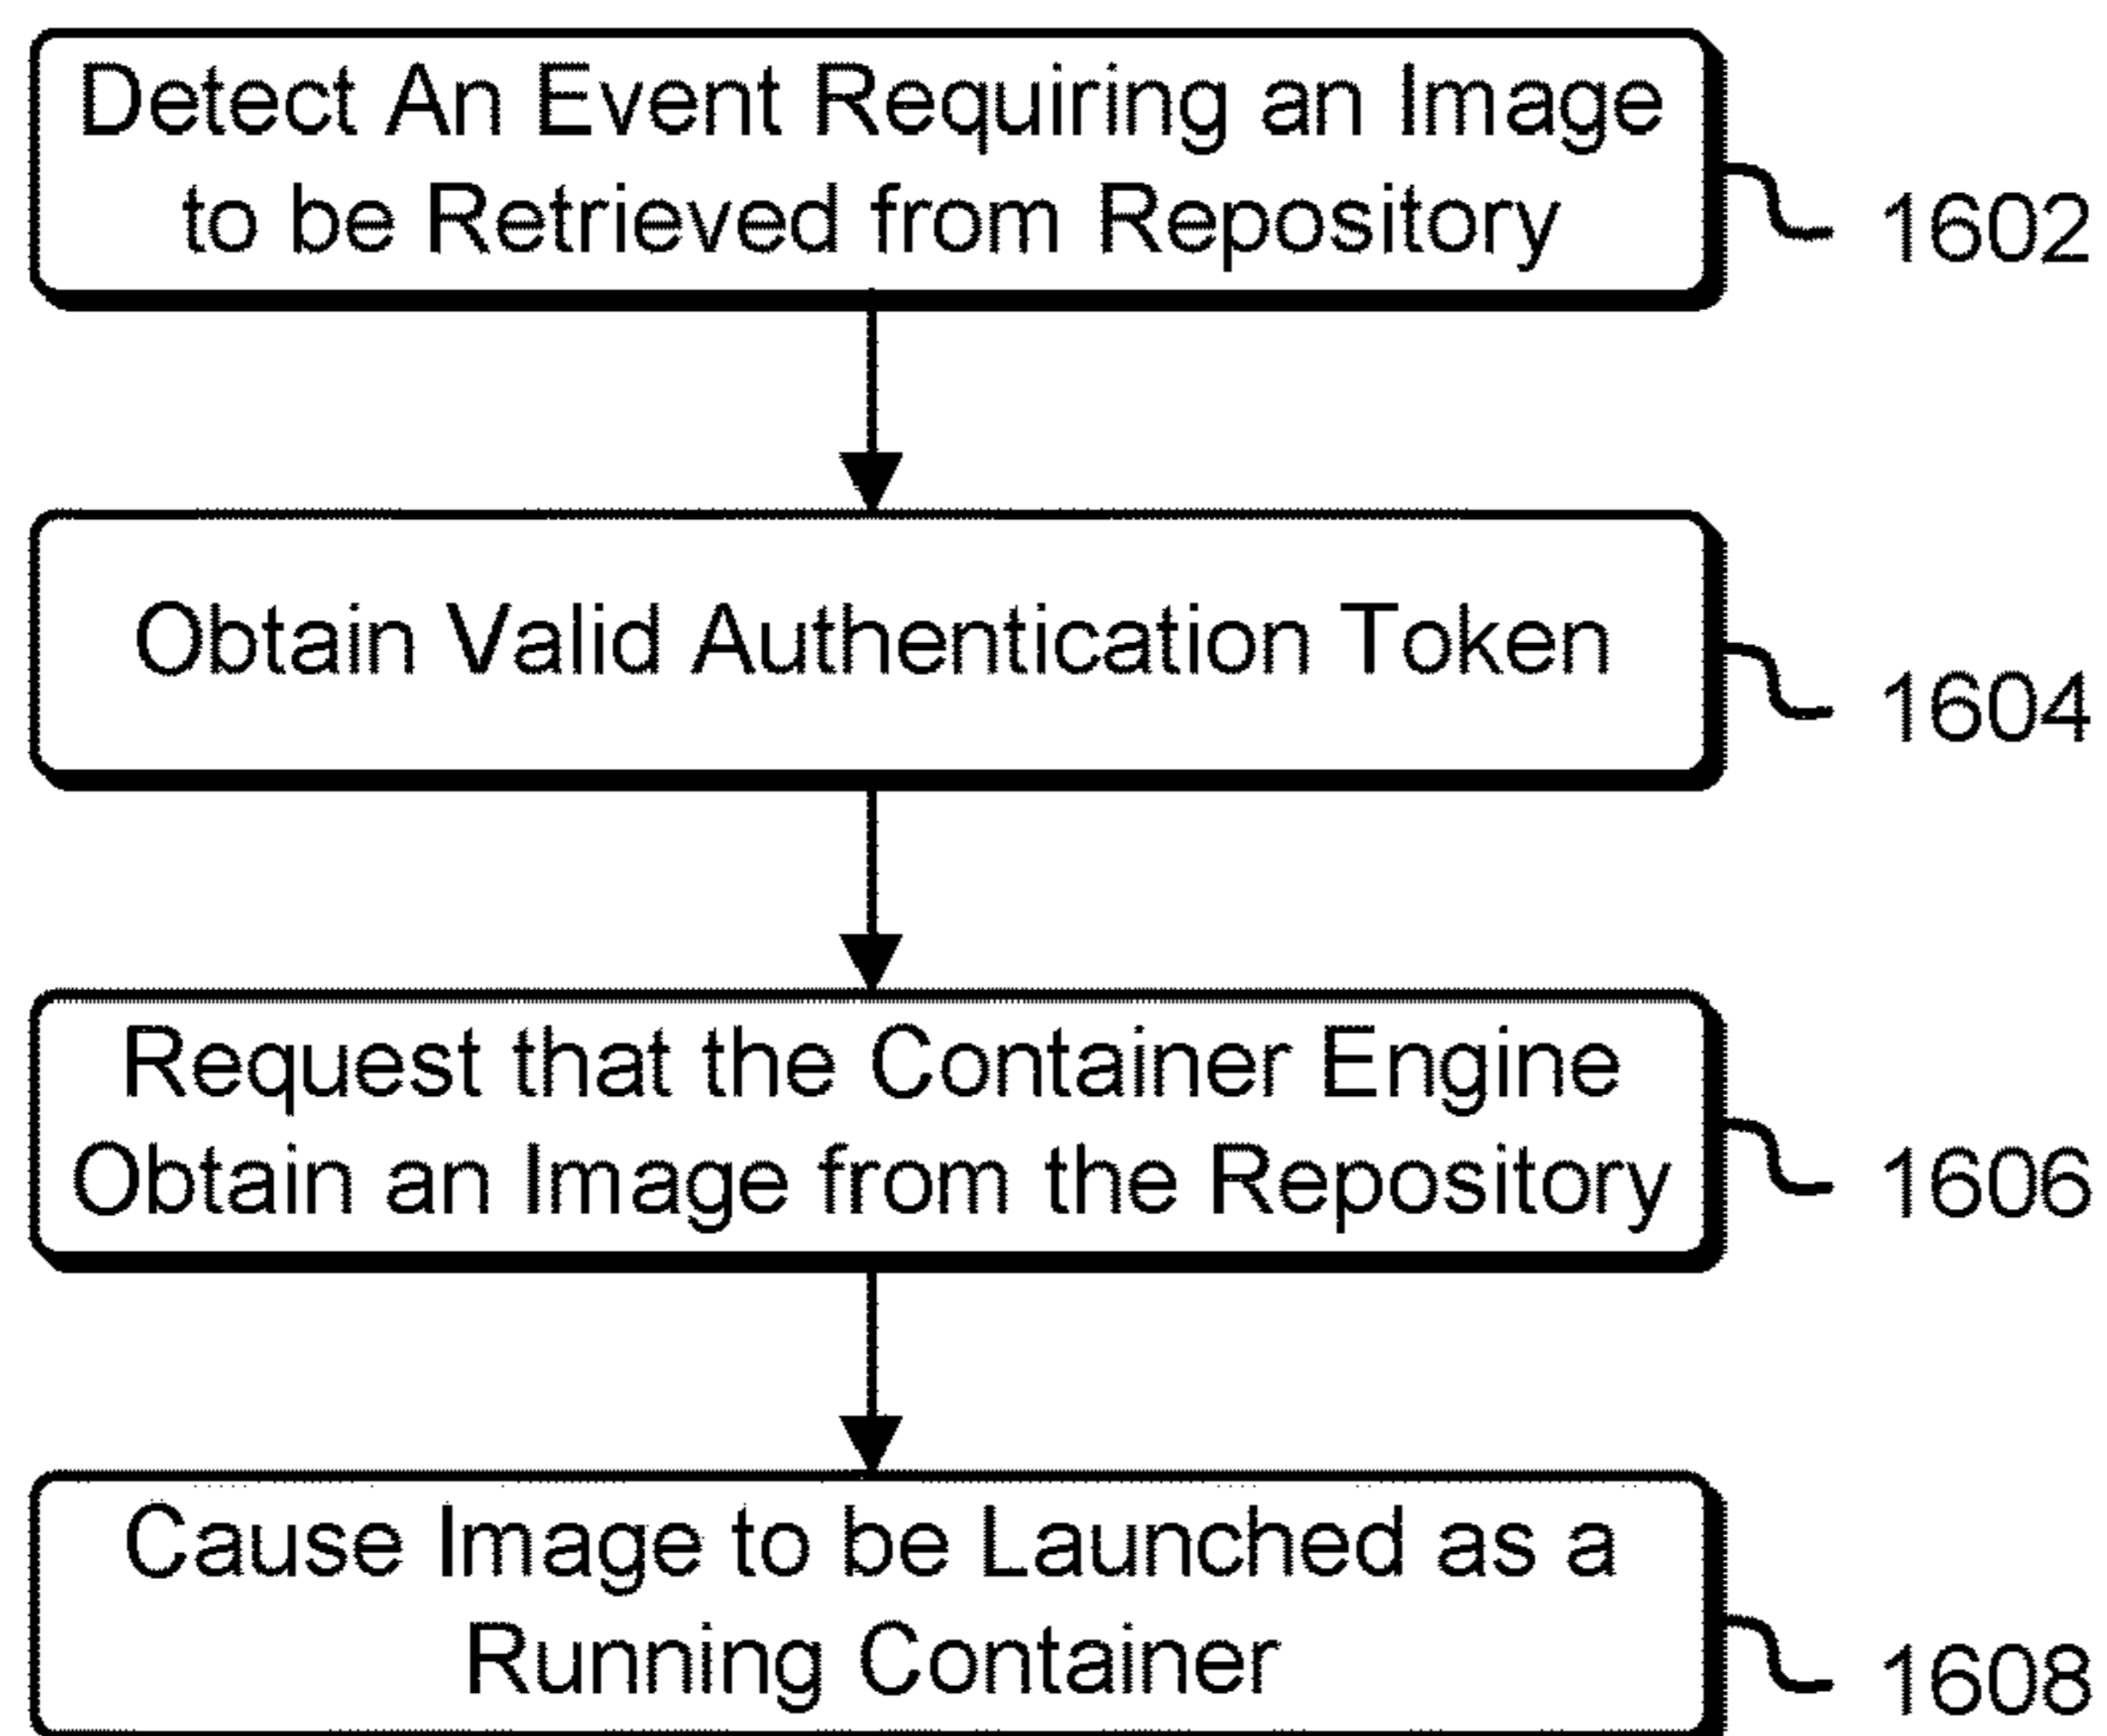 Detect An Event Requiring an Image
to be Retrieved from Repository
1602
Obtain Valid Authentication Token
1604
Request that the Container Engine
Obtain an Image from the Repository
1606
Cause Image to be Launched as a
Running Container
1608